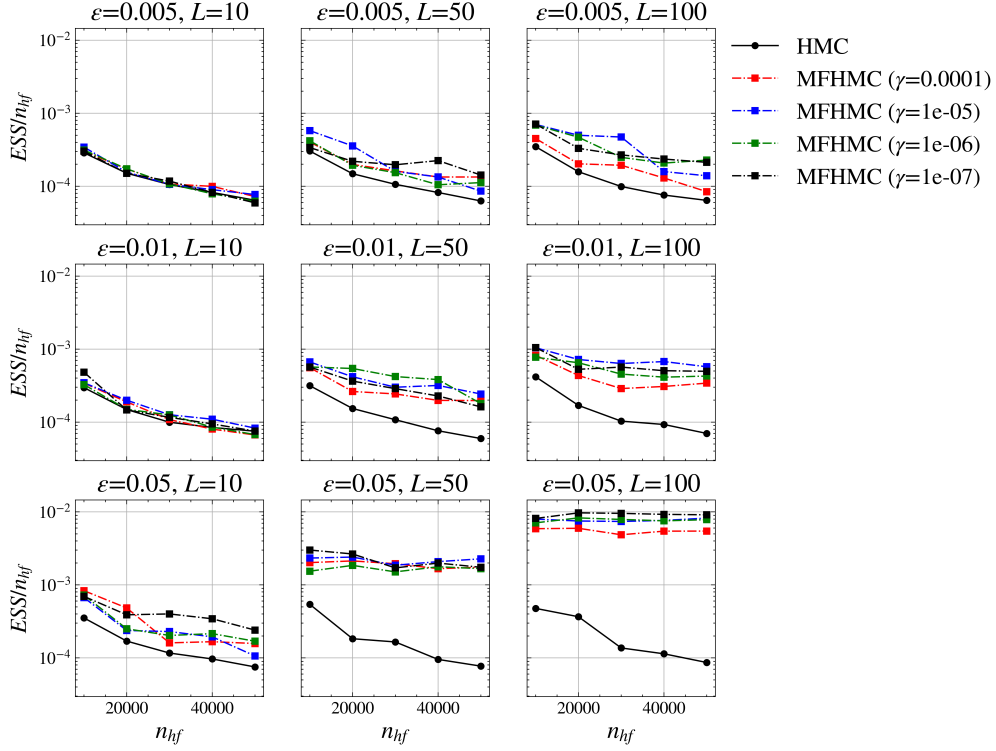 ε=0.005, L=10
ε=0.005, L=50
ε=0.005, L=100
HMC
MFHMC (γ=0.0001)
MFHMC (γ=1e-05)
MFHMC (γ=1e-06)
MFHMC (γ=1e-07)
10⁻²
10⁻³
10⁻⁴
ESS/n_hf
ε=0.01, L=10
ε=0.01, L=50
ε=0.01, L=100
10⁻²
10⁻³
10⁻⁴
ESS/n_hf
ε=0.05, L=10
ε=0.05, L=50
ε=0.05, L=100
10⁻²
10⁻³
10⁻⁴
ESS/n_hf
20000 40000
20000 40000
20000 40000
n_hf
n_hf
n_hf